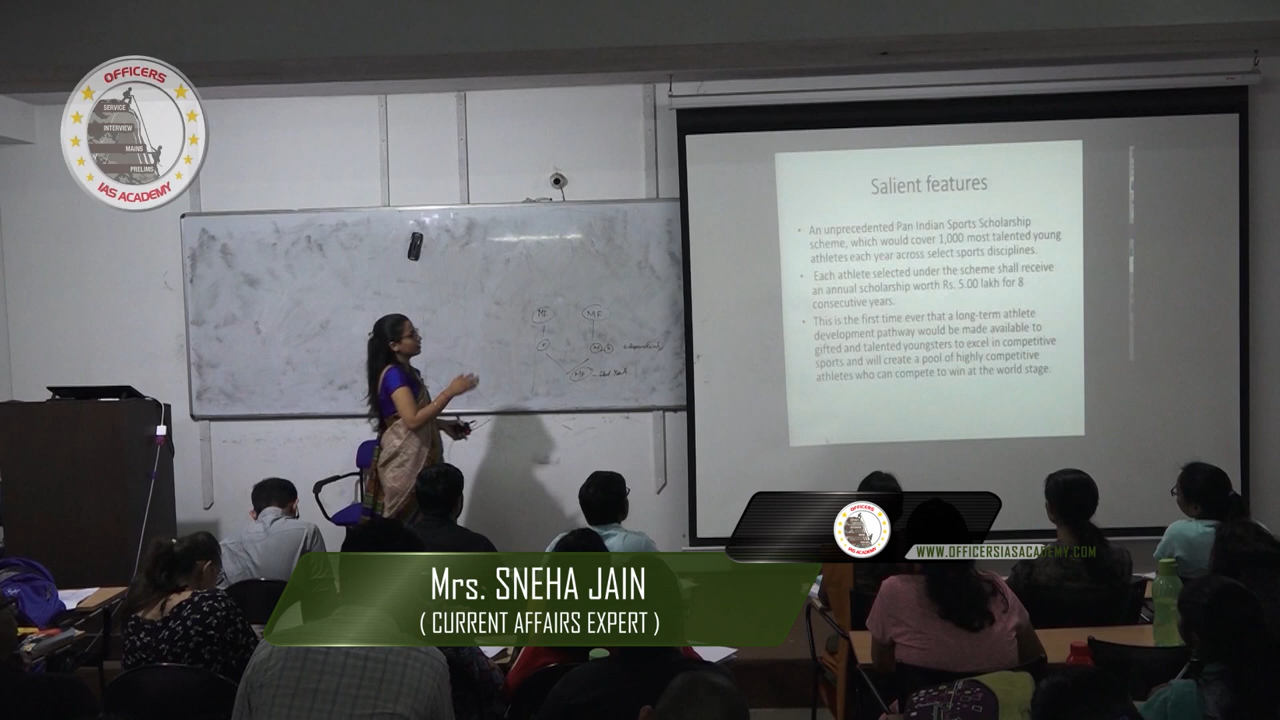 OFFICERS
SERVICE
INTERVIEW
MAINS
PRELIMS
IAS ACADEMY
MF
MF
Salient features
• An unprecedented Pan Indian Sports Scholarship
scheme, which would cover 1,000 most talented young
athletes each year across select sports disciplines.
• Each athlete selected under the scheme shall receive
an annual scholarship worth Rs. 5.00 lakh for 8
consecutive years.
• This is the first time ever that a long-term athlete
development pathway would be made available to
gifted and talented youngsters to excel in competitive
sports and will create a pool of highly competitive
athletes who can compete to win at the world stage.
OFFICERS
IAS ACADEMY
WWW.OFFICERSIASACADEMY.COM
Mrs. SNEHA JAIN
( CURRENT AFFAIRS EXPERT )